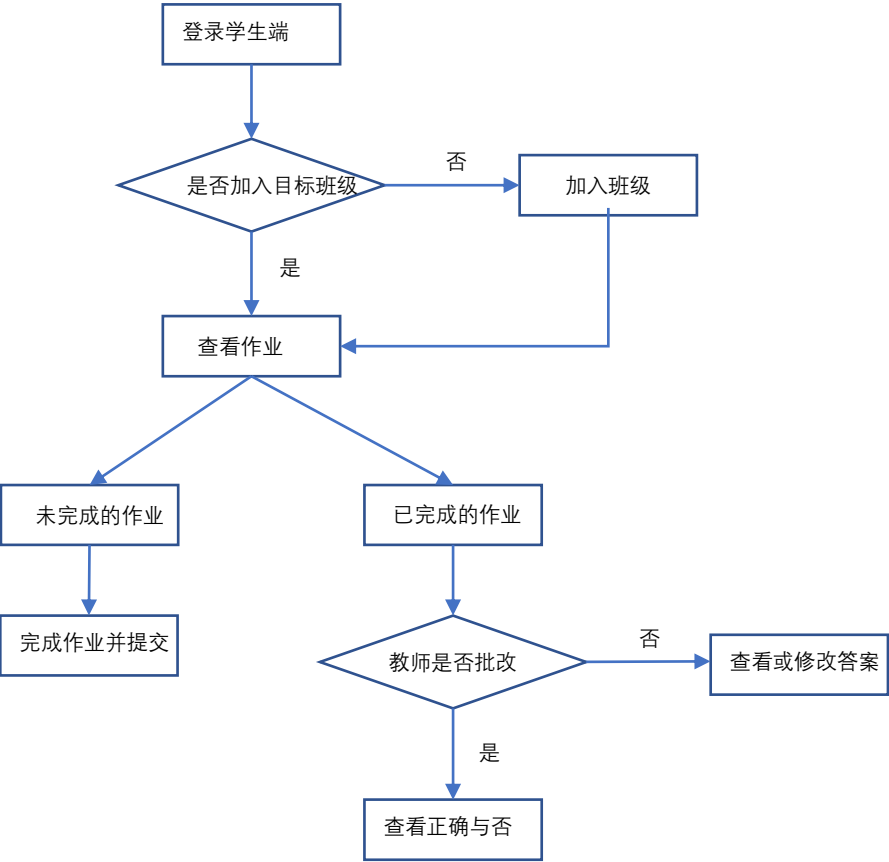 登录学生端
否
是否加入目标班级
加入班级
是
查看作业
未完成的作业
已完成的作业
完成作业并提交
否
教师是否批改
查看或修改答案
是
查看正确与否